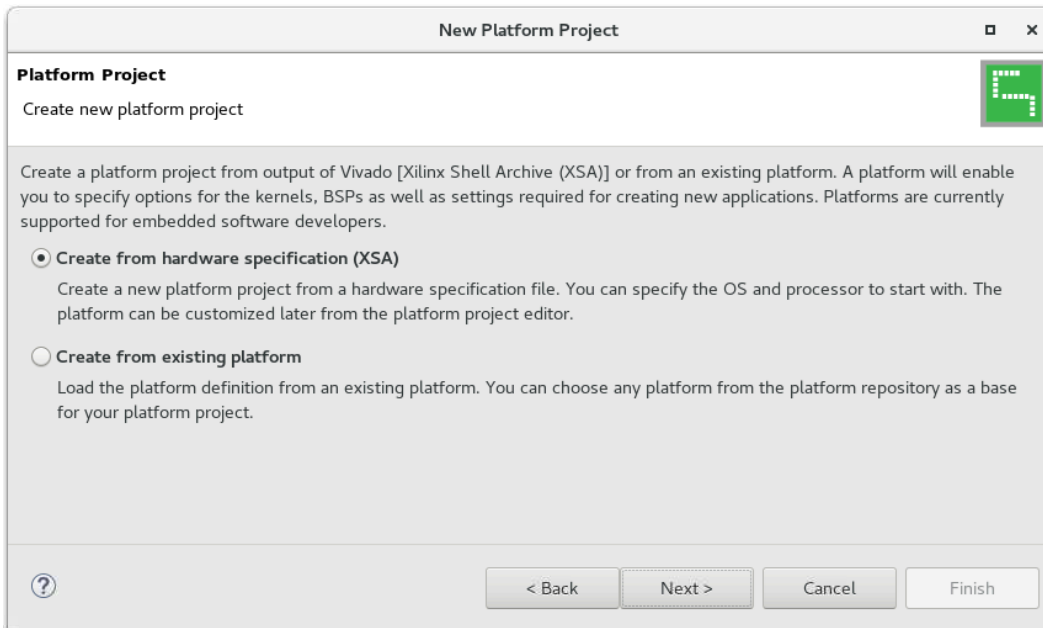 New Platform Project
Platform Project
Create new platform project
Create a platform project from output of Vivado [Xilinx Shell Archive (XSA)] or from an existing platform. A platform will enable
you to specify options for the kernels, BSPs as well as settings required for creating new applications. Platforms are currently
supported for embedded software developers.
Create from hardware specification (XSA)
Create a new platform project from a hardware specification file. You can specify the OS and processor to start with. The
platform can be customized later from the platform project editor.
Create from existing platform
Load the platform definition from an existing platform. You can choose any platform from the platform repository as a base
for your platform project.
? < Back Next > Cancel Finish